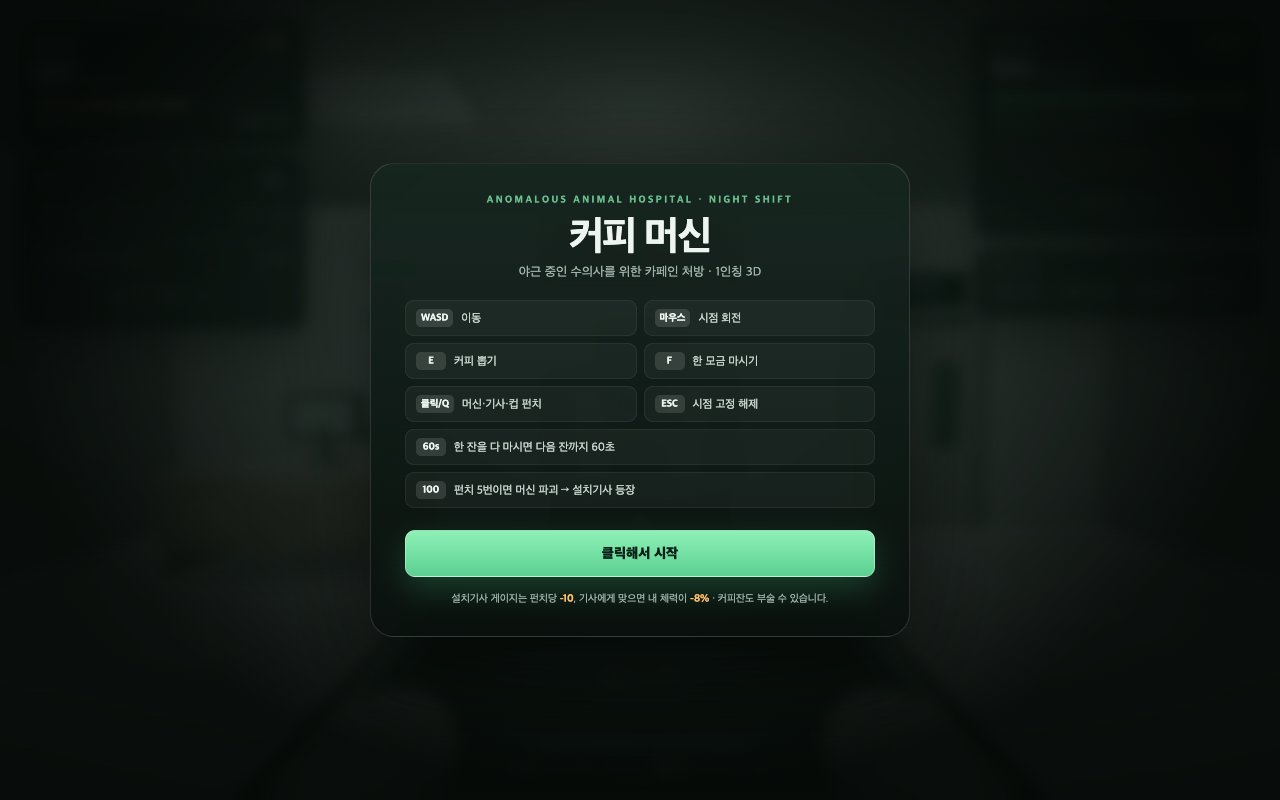 ANOMALOUS ANIMAL HOSPITAL · NIGHT SHIFT
커피 머신
야근 중인 수의사를 위한 카페인 처방 · 1인칭 3D
WASD 이동
마우스 시점 회전
E 커피 뽑기
F 한 모금 마시기
클릭/Q 머신·기사·컵 펀치
ESC 시점 고정 해제
60s 한 잔을 다 마시면 다음 잔까지 60초
100 펀치 5번이면 머신 파괴 → 설치기사 등장
클릭해서 시작
설치기사 게이지는 펀치당 -10, 기사에게 맞으면 내 체력이 -8% · 커피잔도 부술 수 있습니다.